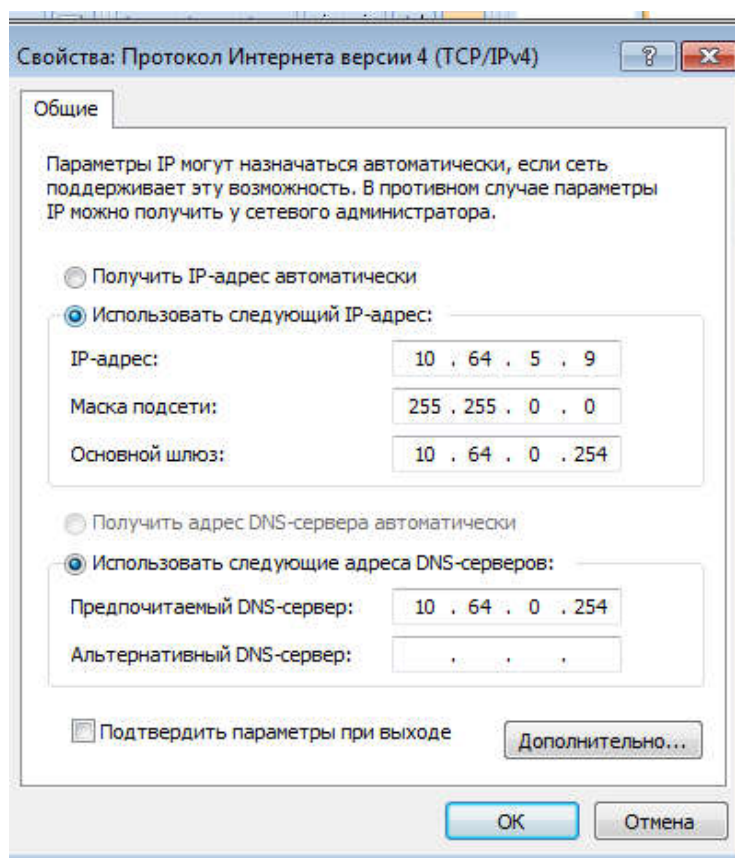 Свойства: Протокол Интернета версии 4 (TCP/IPv4)
Общие
Параметры IP могут назначаться автоматически, если сеть
поддерживает эту возможность. В противном случае параметры
IP можно получить у сетевого администратора.
Получить IP-адрес автоматически
Использовать следующий IP-адрес:
IP-адрес: 10 . 64 . 5 . 9
Маска подсети: 255 . 255 . 0 . 0
Основной шлюз: 10 . 64 . 0 . 254
Получить адрес DNS-сервера автоматически
Использовать следующие адреса DNS-серверов:
Предпочитаемый DNS-сервер: 10 . 64 . 0 . 254
Альтернативный DNS-сервер: . . .
Подтвердить параметры при выходе Дополнительно...
ОК Отмена